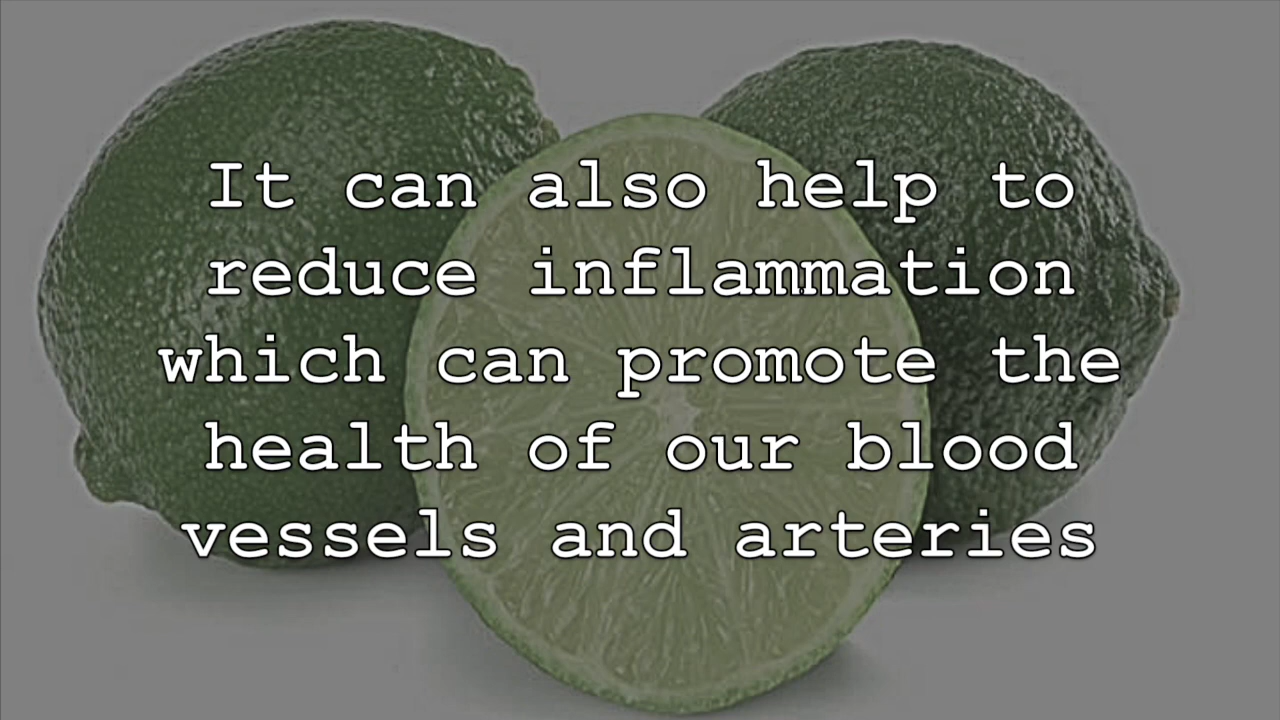 It can also help to
reduce inflammation
which can promote the
health of our blood
vessels and arteries